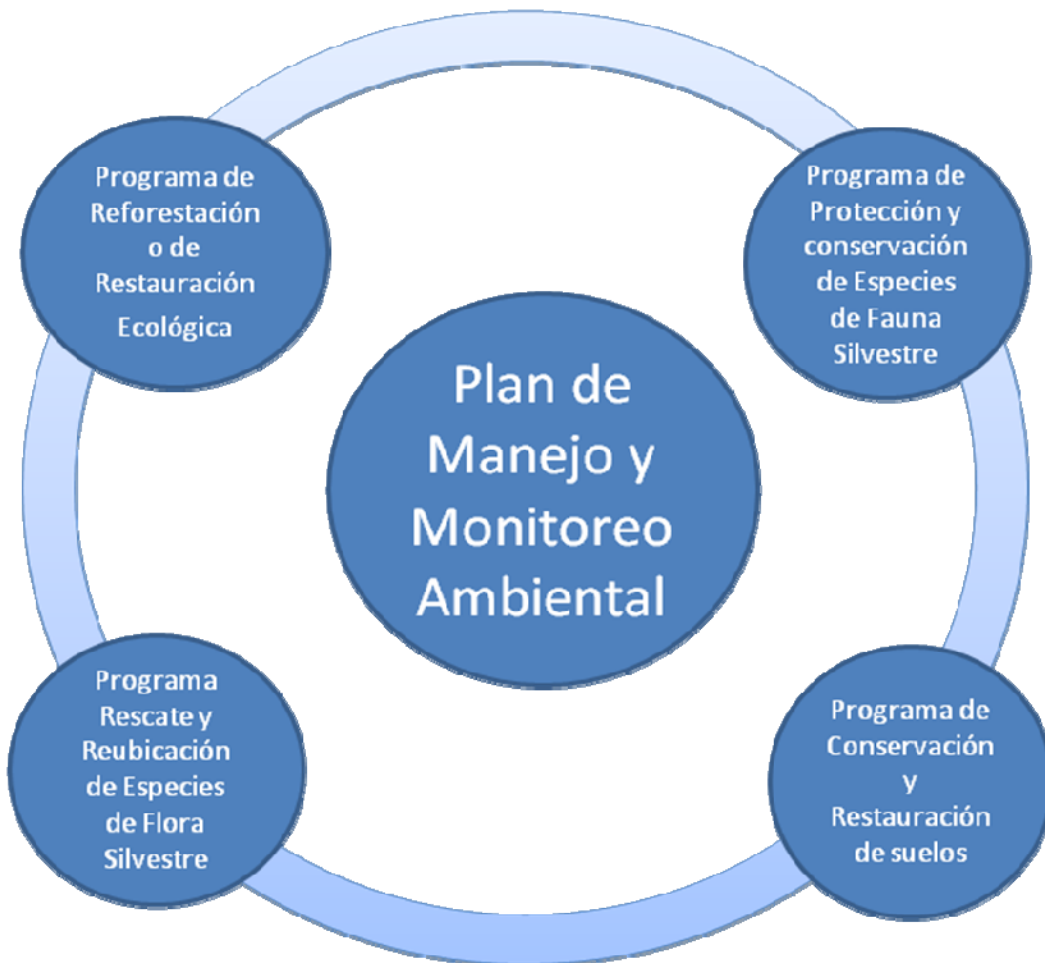 Programa de
Reforestación
o de
Restauración
Ecológica
Programa de
Protección y
conservación
de Especies
de Fauna
Silvestre
Plan de
Manejo y
Monitoreo
Ambiental
Programa
Rescate y
Reubicación
de Especies
de Flora
Silvestre
Programa de
Conservación
y
Restauración
de suelos